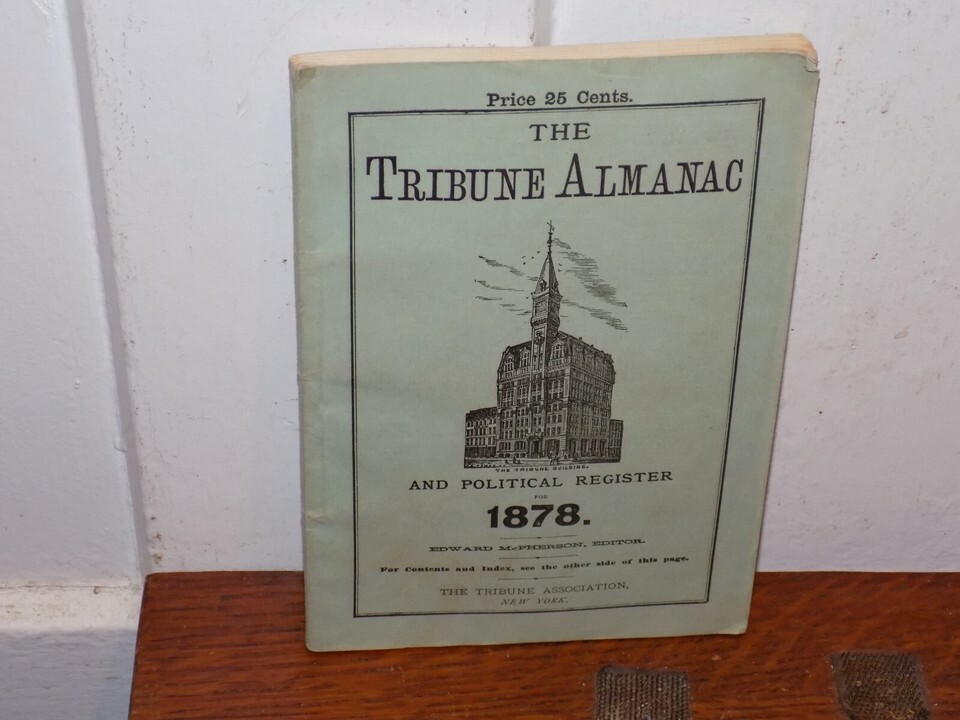 Price 25 Cents.
THE
TRIBUNE ALMANAC
THE TRIBUNE BUILDING.
AND POLITICAL REGISTER
FOR
1878.
EDWARD McPHERSON, EDITOR.
For Contents and Index, see the other side of this page.
THE TRIBUNE ASSOCIATION,
NEW YORK.